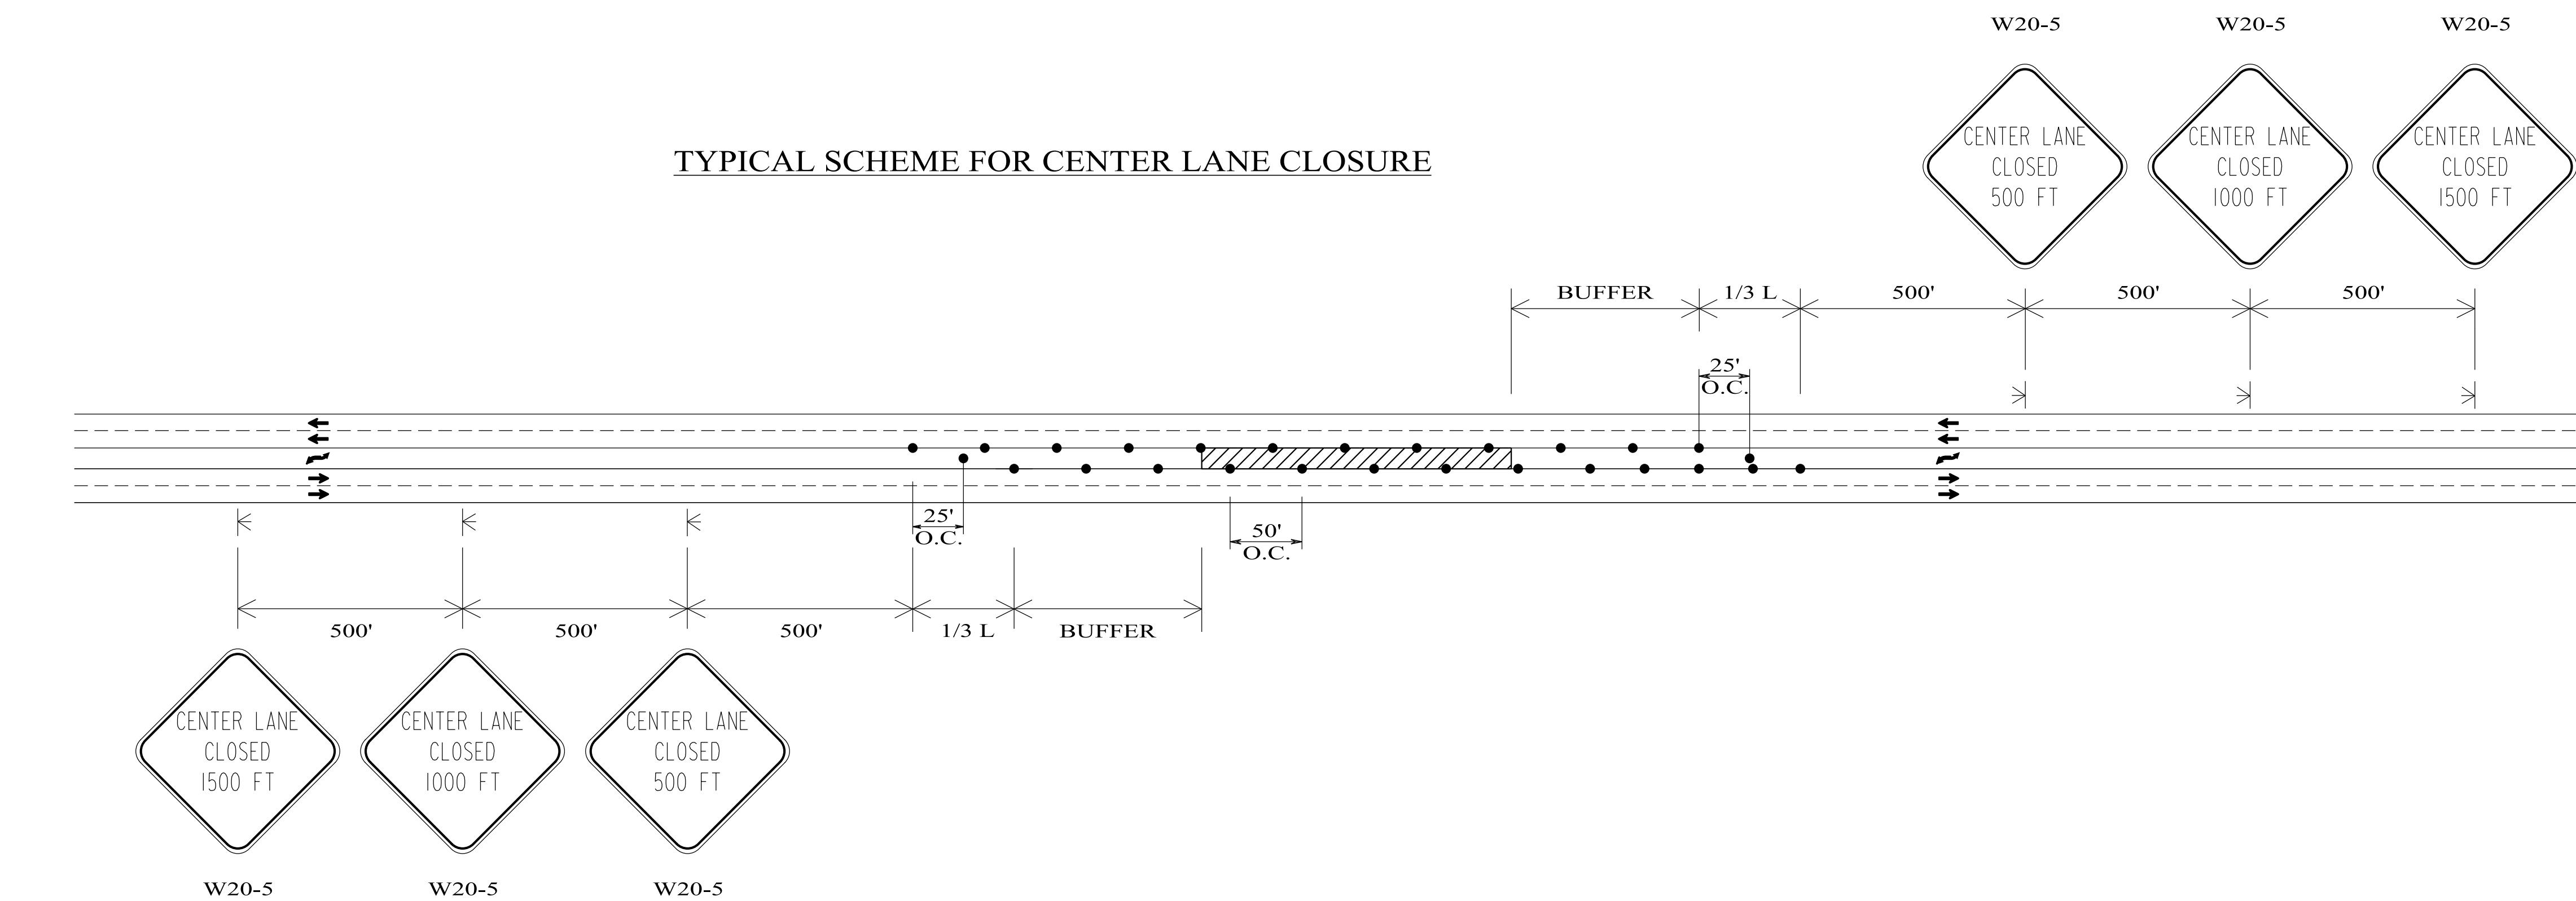 W20-5
W20-5
W20-5
TYPICAL SCHEME FOR CENTER LANE CLOSURE
CENTER LANE
CLOSED
500 FT
CENTER LANE
CLOSED
1000 FT
CENTER LANE
CLOSED
1500 FT
BUFFER
1/3 L
500'
500'
500'
25'
O.C.
25'
O.C.
50'
O.C.
500'
500'
500'
1/3 L
BUFFER
CENTER LANE
CLOSED
1500 FT
CENTER LANE
CLOSED
1000 FT
CENTER LANE
CLOSED
500 FT
W20-5
W20-5
W20-5